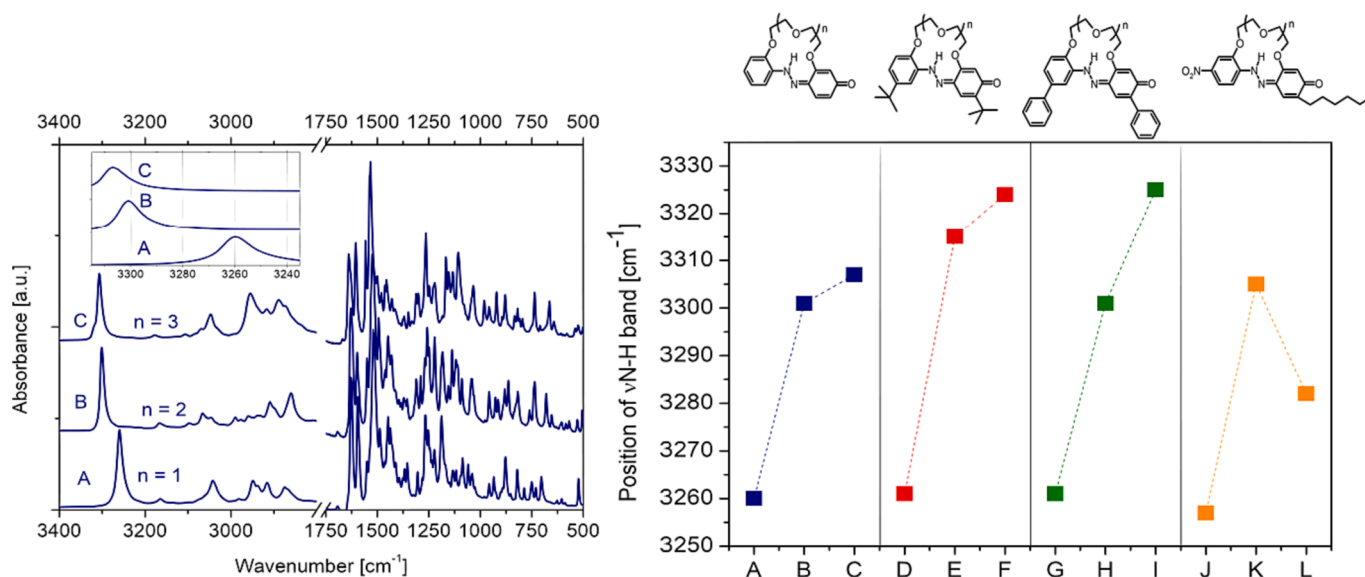 3400 3200 3000 1750 1500 1250 1000 750 500
C
B
A
3300 3280 3260 3240
C
n = 3
B
n = 2
A
n = 1
Absorbance [a.u.]
3400 3200 3000 1750 1500 1250 1000 750 500
Wavenumber [cm⁻¹]
( O ) n
O O
H
N
N
O
( O ) n
O O
H
N
N
O
( O ) n
O O
H
N
N
O
( O ) n
O O
NO₂
H
N
N
O
Position of νN-H band [cm⁻¹]
3330
3320
3310
3300
3290
3280
3270
3260
3250
A B C D E F G H I J K L